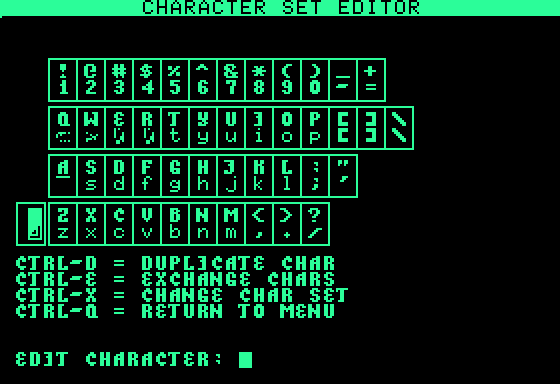 CHARACTER SET EDITOR
! @ # $ % ^ & * ( ) _ +
1 2 3 4 5 6 7 8 9 0 - =
Q W E R T Y U I O P [ ] \
t y u i o p [ ] \
A S D F G H J K L : "
s d f g h j k l ; '
Z X C V B N M < > ?
z x c v b n m , . /
CTRL-D = DUPLICATE CHAR
CTRL-E = EXCHANGE CHARS
CTRL-X = CHANGE CHAR SET
CTRL-Q = RETURN TO MENU
EDIT CHARACTER: